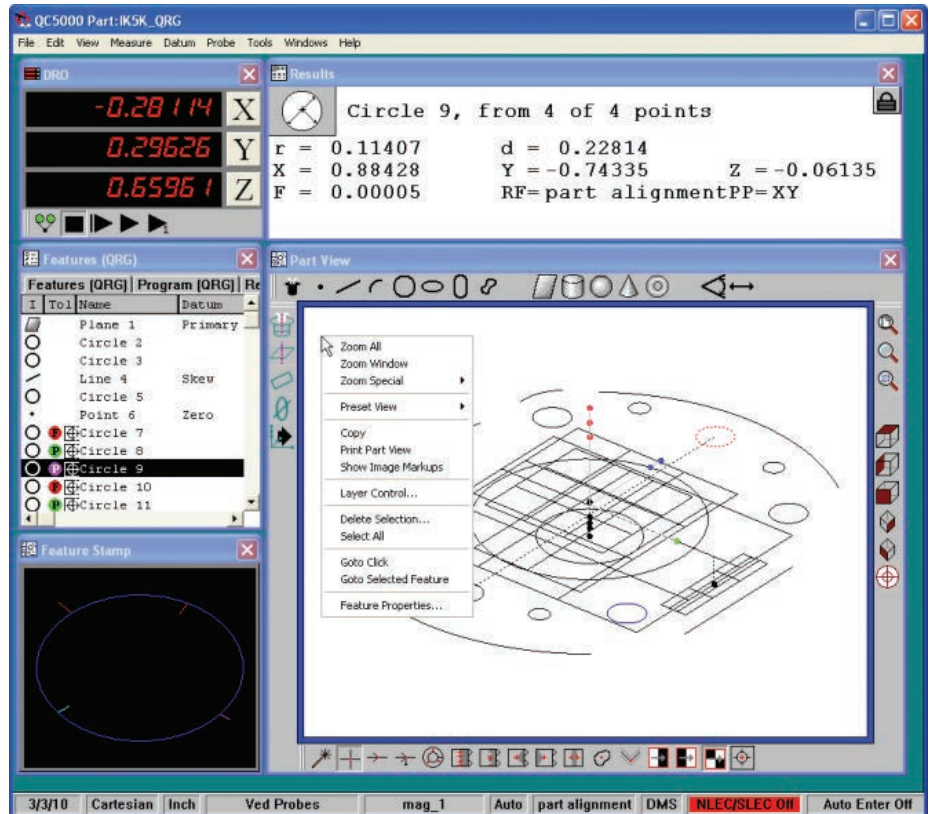 QC5000 Part:IK5K_QRG
File Edit View Measure Datum Probe Tools Windows Help
DRO
-0.28114 X
0.29626 Y
0.65961 Z
1
Results
Circle 9, from 4 of 4 points
r = 0.11407 d = 0.22814
X = 0.88428 Y =-0.74335 Z =-0.06135
F = 0.00005 RF= part alignmentPP= XY
Features (QRG)
Features (QRG) Program (QRG) Re
I Tol Name Datum
Plane 1 Primary
Circle 2
Circle 3
Line 4 Skew
Circle 5
Point 6 Zero
F Circle 7
P Circle 8
P Circle 9
F Circle 10
P Circle 11
Feature Stamp
Part View
Zoom All
Zoom Window
Zoom Special
Preset View
Copy
Print Part View
Show Image Markups
Layer Control...
Delete Selection...
Select All
Goto Click
Goto Selected Feature
Feature Properties...
3/3/10 Cartesian Inch Ved Probes mag_1 Auto part alignment DMS NLEC/SLEC Off Auto Enter Off